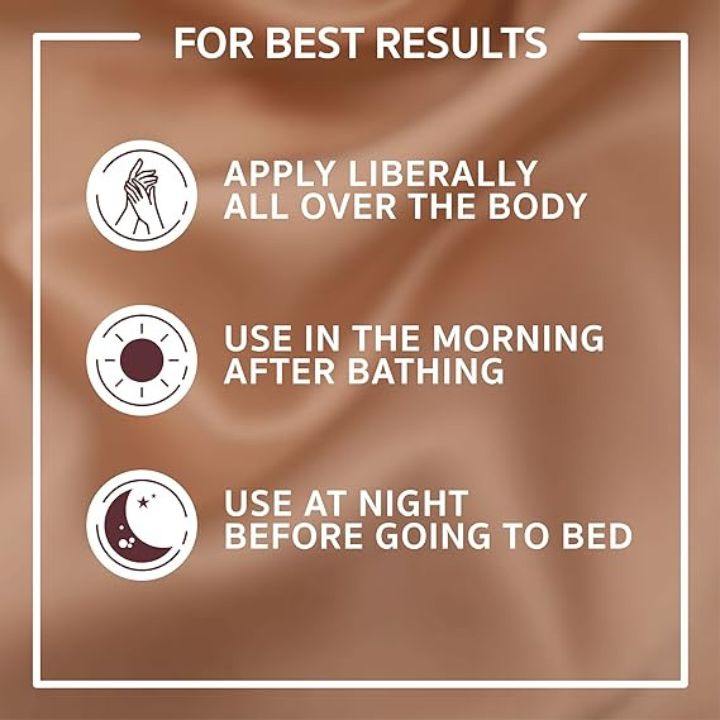 FOR BEST RESULTS
APPLY LIBERALLY
ALL OVER THE BODY
USE IN THE MORNING
AFTER BATHING
USE AT NIGHT
BEFORE GOING TO BED